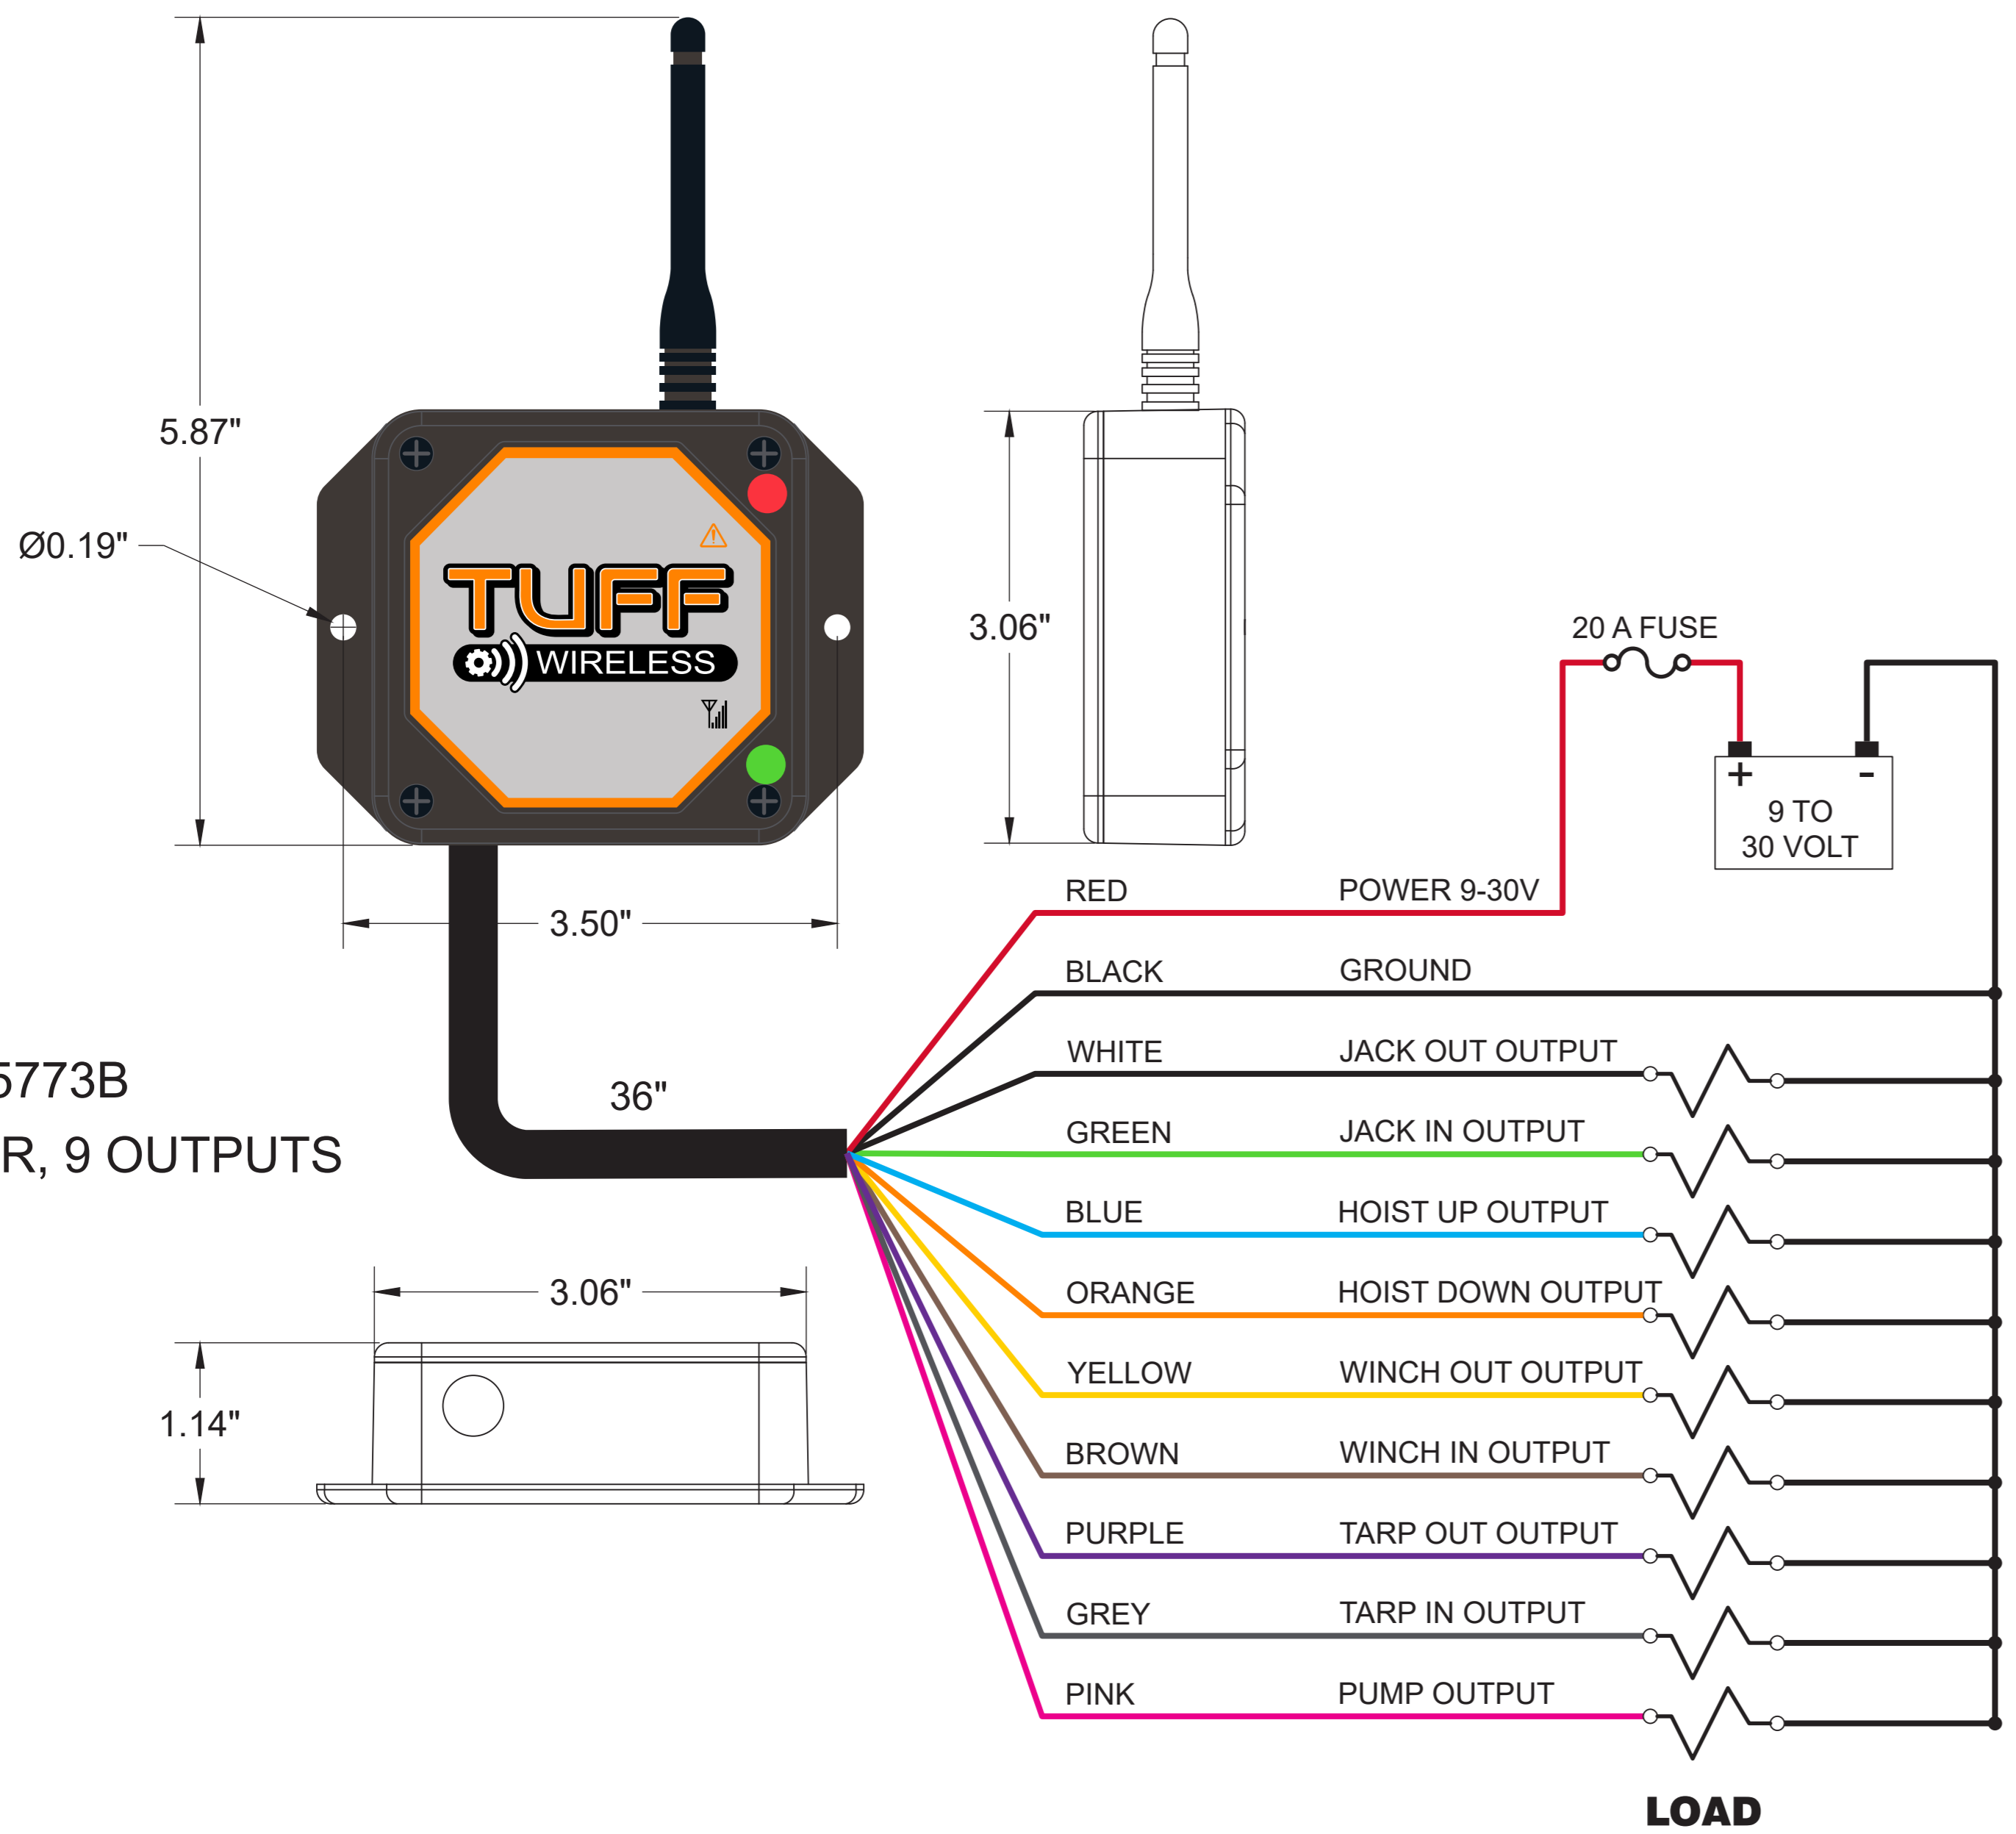 5.87"
Ø0.19"
TUFF
WIRELESS
3.50"
3.06"
5773B
R, 9 OUTPUTS
36"
3.06"
1.14"
20 A FUSE
+ -
9 TO
30 VOLT
RED POWER 9-30V
BLACK GROUND
WHITE JACK OUT OUTPUT
GREEN JACK IN OUTPUT
BLUE HOIST UP OUTPUT
ORANGE HOIST DOWN OUTPUT
YELLOW WINCH OUT OUTPUT
BROWN WINCH IN OUTPUT
PURPLE TARP OUT OUTPUT
GREY TARP IN OUTPUT
PINK PUMP OUTPUT
LOAD